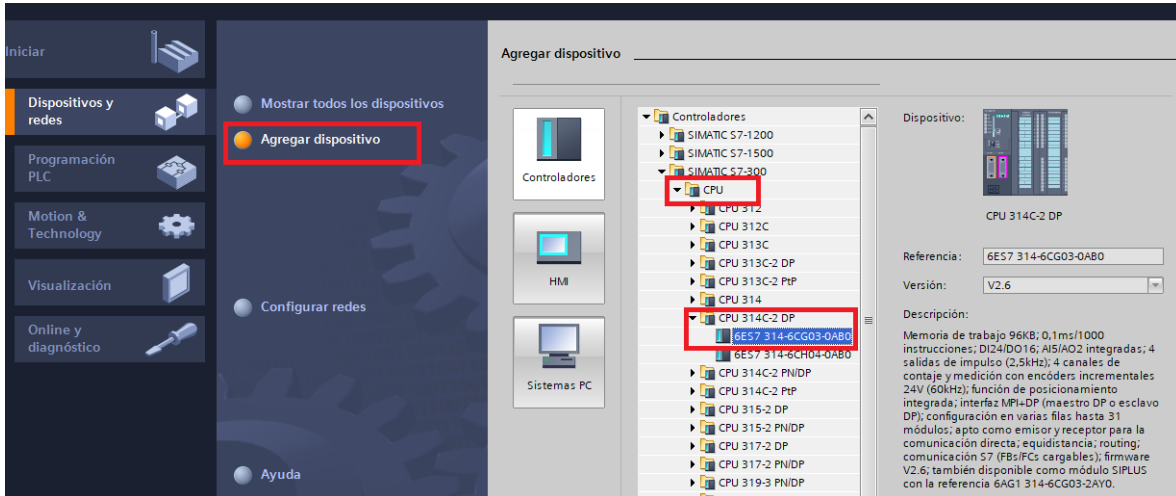 Iniciar
Dispositivos y
redes
Programación
PLC
Motion &
Technology
Visualización
Online y
diagnóstico
Mostrar todos los dispositivos
Agregar dispositivo
Configurar redes
Ayuda
Agregar dispositivo
Controladores
HMI
Sistemas PC
Controladores
SIMATIC S7-1200
SIMATIC S7-1500
SIMATIC S7-300
CPU
CPU 312
CPU 312C
CPU 313C
CPU 313C-2 DP
CPU 313C-2 PtP
CPU 314
CPU 314C-2 DP
6ES7 314-6CG03-0AB0
6ES7 314-6CH04-0AB0
CPU 314C-2 PN/DP
CPU 314C-2 PtP
CPU 315-2 DP
CPU 315-2 PN/DP
CPU 317-2 DP
CPU 317-2 PN/DP
CPU 319-3 PN/DP
Dispositivo:
CPU 314C-2 DP
Referencia: 6ES7 314-6CG03-0AB0
Versión: V2.6
Descripción:
Memoria de trabajo 96KB; 0,1ms/1000
instrucciones; DI24/DO16; AI5/AO2 integradas; 4
salidas de impulso (2,5kHz); 4 canales de
contaje y medición con encóders incrementales
24V (60kHz); función de posicionamiento
integrada; interfaz MPI+DP (maestro DP o esclavo
DP); configuración en varias filas hasta 31
módulos; apto como emisor y receptor para la
comunicación directa; equidistancia; routing;
comunicación S7 (FBs/FCs cargables); firmware
V2.6; también disponible como módulo SIPLUS
con la referencia 6AG1 314-6CG03-2AY0.